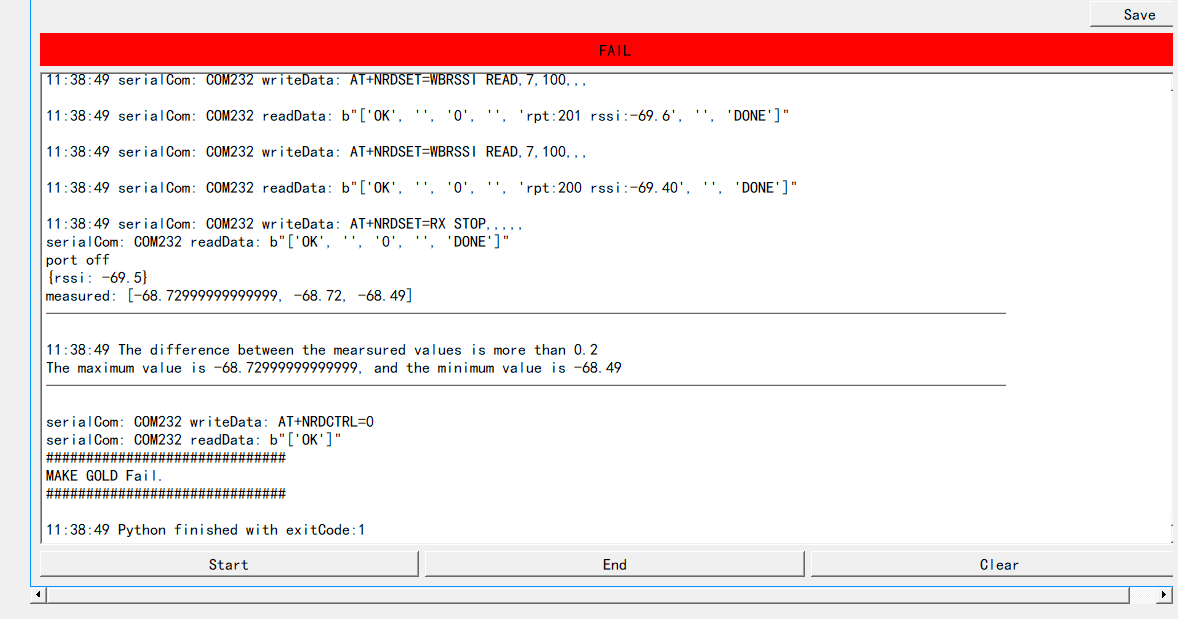 Save
FAIL
11:38:49 serialCom: COM232 writeData: AT+NRDSET=WBRSSI READ,7,100,,,
11:38:49 serialCom: COM232 readData: b"['OK', '', '0', '', 'rpt:201 rssi:-69.6', '', 'DONE']"
11:38:49 serialCom: COM232 writeData: AT+NRDSET=WBRSSI READ,7,100,,,
11:38:49 serialCom: COM232 readData: b"['OK', '', '0', '', 'rpt:200 rssi:-69.40', '', 'DONE']"
11:38:49 serialCom: COM232 writeData: AT+NRDSET=RX STOP,,,,,
serialCom: COM232 readData: b"['OK', '', '0', '', 'DONE']"
port off
{rssi: -69.5}
measured: [-68.72999999999999, -68.72, -68.49]
11:38:49 The difference between the mearsured values is more than 0.2
The maximum value is -68.72999999999999, and the minimum value is -68.49
serialCom: COM232 writeData: AT+NRDCTRL=0
serialCom: COM232 readData: b"['OK']"
##############################
MAKE GOLD Fail.
##############################
11:38:49 Python finished with exitCode:1
Start End Clear